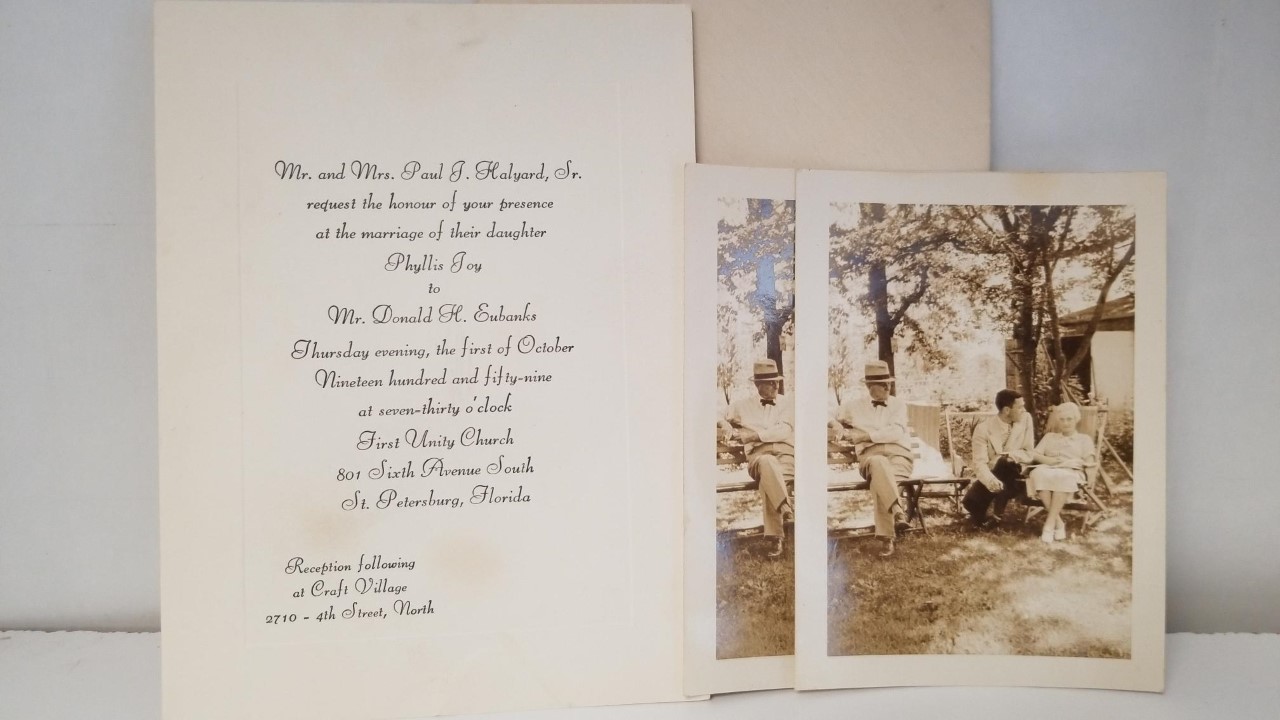 Mr. and Mrs. Paul J. Halyard, Sr.
request the honour of your presence
at the marriage of their daughter
Phyllis Joy
to
Mr. Donald H. Eubanks
Thursday evening, the first of October
Nineteen hundred and fifty-nine
at seven-thirty o'clock
First Unity Church
801 Sixth Avenue South
St. Petersburg, Florida
Reception following
at Craft Village
2710 - 4th Street, North